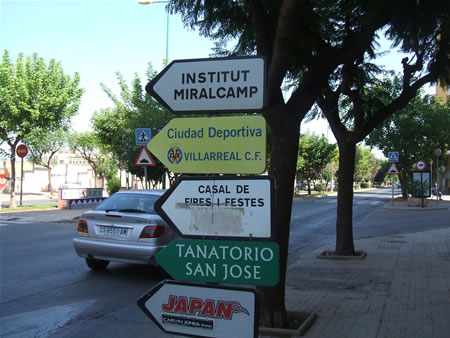 INSTITUT
MIRALCAMP
Ciudad Deportiva
VILLARREAL C.F.
CASAL DE
FIRES I FESTES
TANATORIO
SAN JOSE
JAPAN